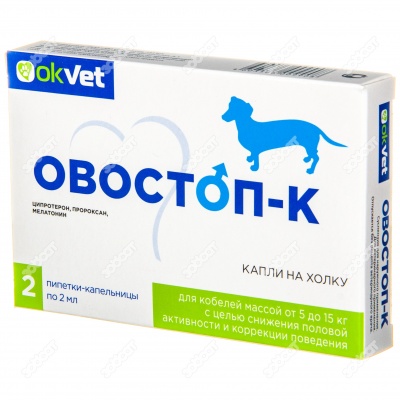 okvet
ОВОСТОП-К
ЦИПРОТЕРОН, ПРОРОКСАН,
МЕЛАТОНИН
КАПЛИ НА ХОЛКУ
2 пипетки-капельницы
по 2 мл
для кобелей массой от 5 до 15 кг
с целью снижения половой
активности и коррекции поведения
ОВОСТОП-К